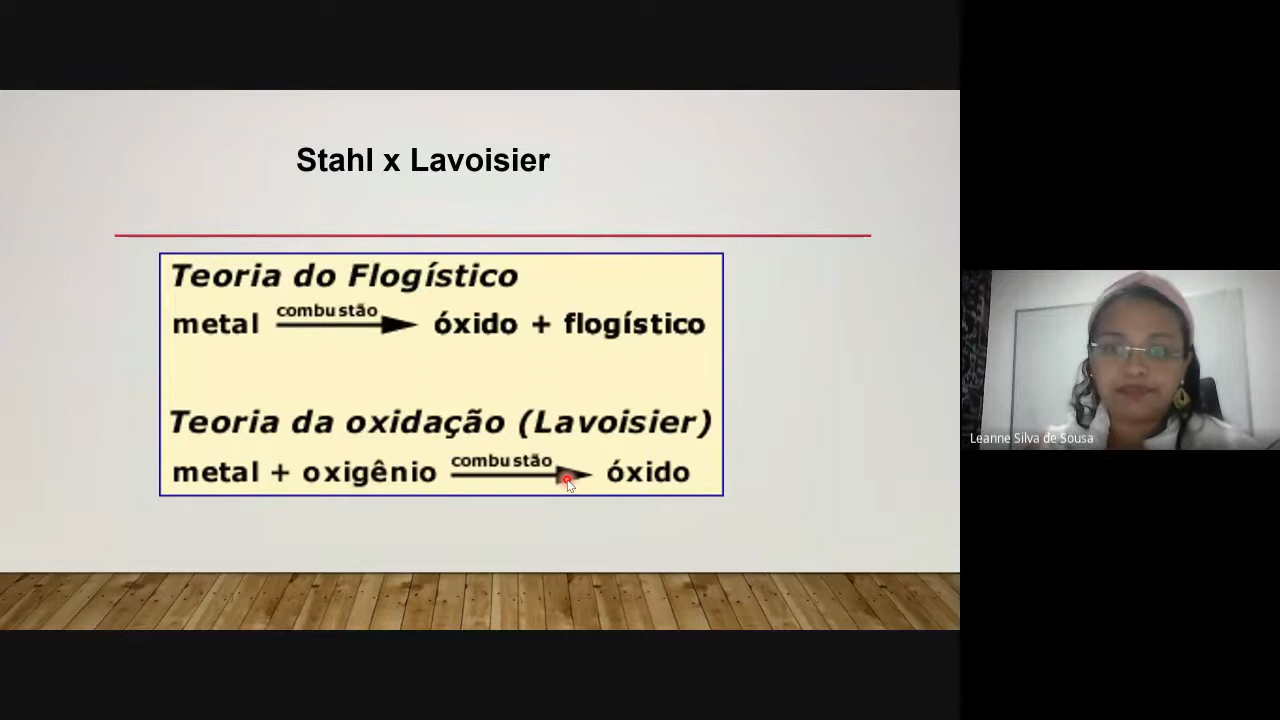 Stahl x Lavoisier
Teoria do Flogístico
combustão
metal óxido + flogístico
Teoria da oxidação (Lavoisier)
combustão
metal + oxigênio óxido
Leanne Silva de Sousa